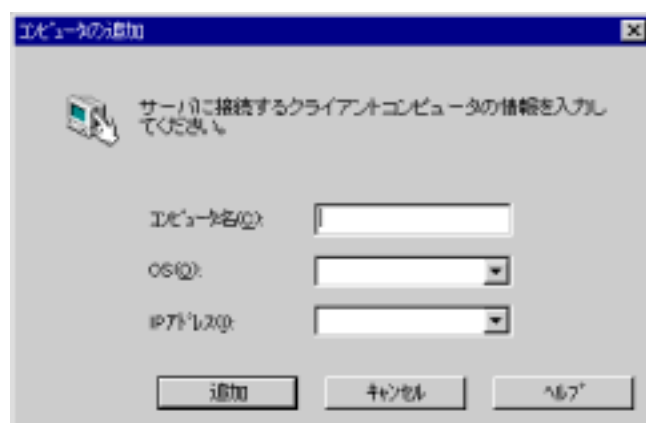 コンピュータの追加
サーバに接続するクライアントコンピュータの情報を入力し
てください。
コンピュータ名(C):
OS(O):
IPアドレス(I):
追加
キャンセル
ヘルプ